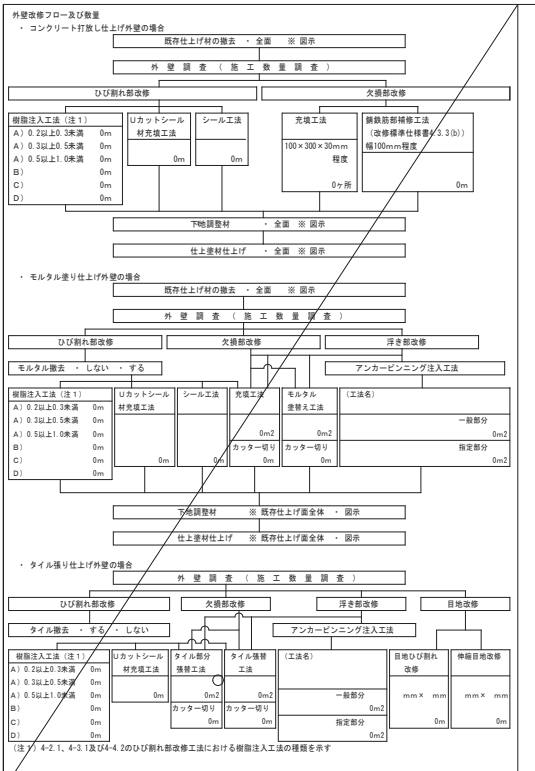 外壁改修フロー及び数量
・ コンクリート打放し仕上げ外壁の場合
既存仕上げ材の撤去 ・ 全面 ※ 図示
外 壁 調 査 ( 施 工 数 量 調 査 )
ひび割れ部改修
欠損部改修
樹脂注入工法 (注1)
A) 0.2以上0.3未満 0m
A) 0.3以上0.5未満 0m
A) 0.5以上1.0未満 0m
B) 0m
C) 0m
D) 0m
Uカットシール
材充填工法
0m
シール工法
0m
充填工法
100×300×30mm
程度
0ヶ所
錆鉄筋部補修工法
(改修標準仕様書4.3.3(b))
幅100mm程度
0m
下地調整材 ・ 全面 ※ 図示
仕上塗材仕上げ ・ 全面 ※ 図示
・ モルタル塗り仕上げ外壁の場合
既存仕上げ材の撤去 ・ 全面 ※ 図示
外 壁 調 査 ( 施 工 数 量 調 査 )
ひび割れ部改修
欠損部改修
浮き部改修
モルタル撤去 ・ しない ・ する
アンカーピンニング注入工法
樹脂注入工法 (注1)
A) 0.2以上0.3未満 0m
A) 0.3以上0.5未満 0m
A) 0.5以上1.0未満 0m
B) 0m
C) 0m
D) 0m
Uカットシール
材充填工法
0m
シール工法
0m
充填工法
0m2
カッター切り
0m
モルタル
塗替え工法
0m2
カッター切り
0m
(工法名)
一般部分
0m2
指定部分
0m2
下地調整材 ※ 既存仕上げ面全体 ・ 図示
仕上塗材仕上げ ※ 既存仕上げ面全体 ・ 図示
・ タイル張り仕上げ外壁の場合
外 壁 調 査 ( 施 工 数 量 調 査 )
ひび割れ部改修
欠損部改修
浮き部改修
目地改修
タイル撤去 ・ する ・ しない
アンカーピンニング注入工法
樹脂注入工法 (注1)
A) 0.2以上0.3未満 0m
A) 0.3以上0.5未満 0m
A) 0.5以上1.0未満 0m
B) 0m
C) 0m
D) 0m
Uカットシール
材充填工法
0m
タイル部分
張替工法
0m2
カッター切り
0m
タイル張替
工法
0m2
カッター切り
0m
(工法名)
一般部分
0m2
指定部分
0m2
目地ひび割れ
改修
mm× mm
0m
伸縮目地改修
mm× mm
0m
(注1) 4-2.1、4-3.1及び4-4.2のひび割れ部改修工法における樹脂注入工法の種類を示す